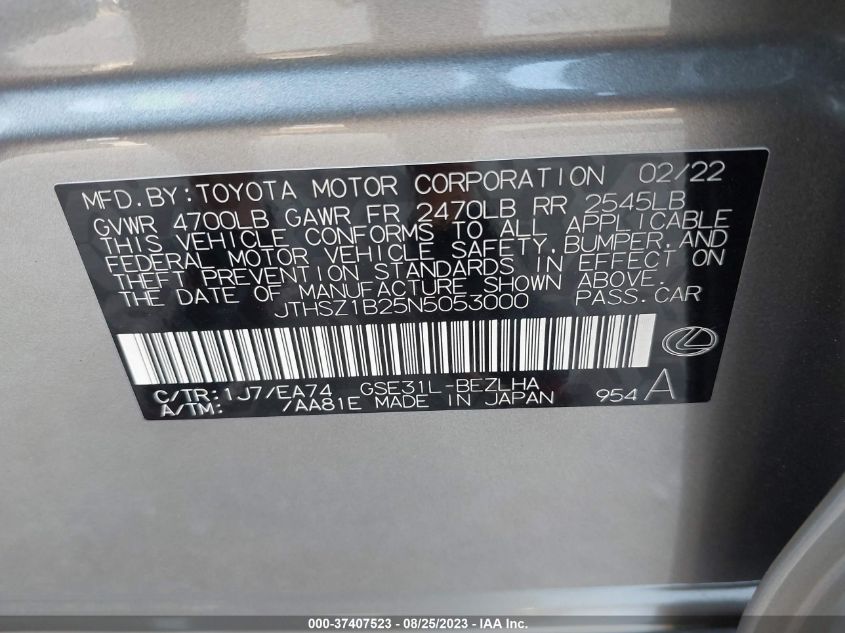 MFD.BY:TOYOTA MOTOR CORPORATION 02/22
GVWR 4700LB GAWR FR 2470LB RR 2545LB
THIS VEHICLE CONFORMS TO ALL APPLICABLE
FEDERAL MOTOR VEHICLE SAFETY,BUMPER,AND
THEFT PREVENTION STANDARDS IN EFFECT ON
THE DATE OF MANUFACTURE SHOWN ABOVE.
JTHSZ1B25N5053000 PASS.CAR
C/TR:1J7/EA74 GSE31L-BEZLHA
A/TM: /AA81E MADE IN JAPAN 954 A
000-37407523 - 08/25/2023 - IAA Inc.